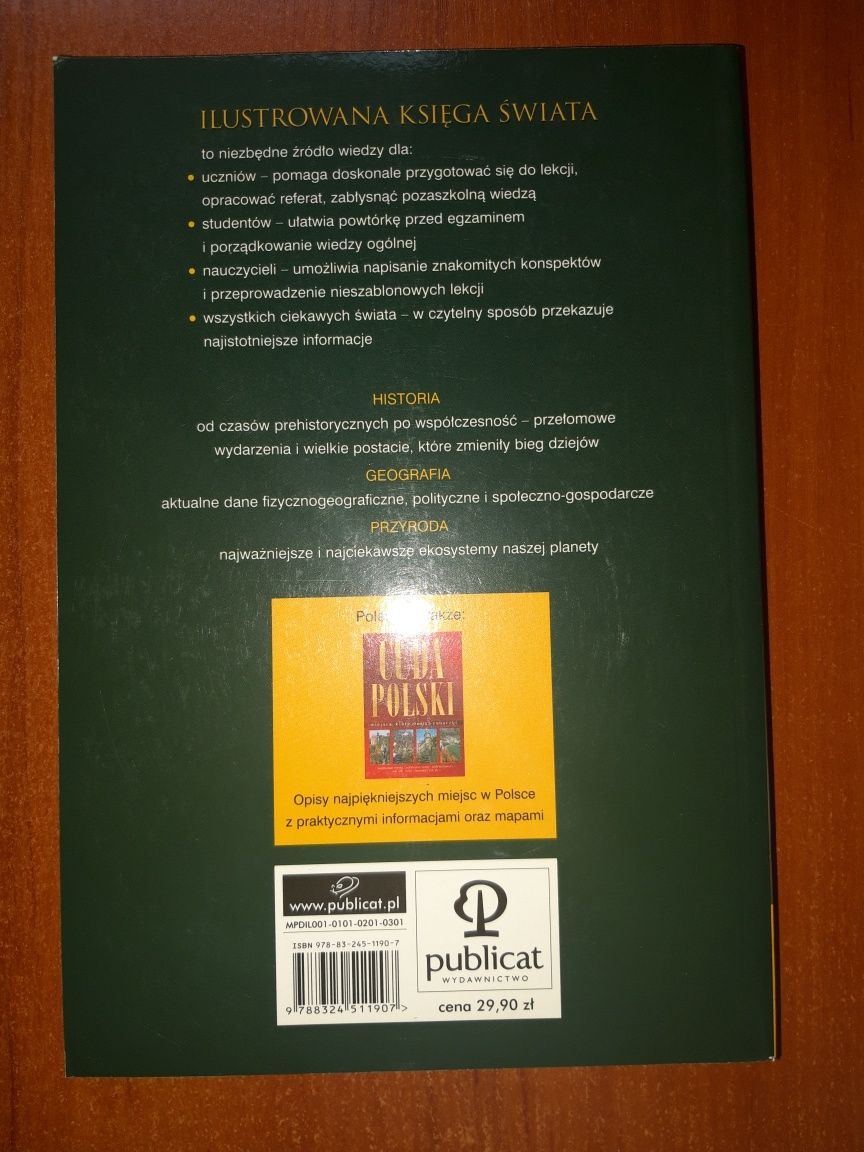 ILUSTROWANA KSIĘGA ŚWIATA
to niezbędne źródło wiedzy dla:
• uczniów – pomaga doskonale przygotować się do lekcji,
opracować referat, zabłysnąć pozaszkolną wiedzą
• studentów – ułatwia powtórkę przed egzaminem
i porządkowanie wiedzy ogólnej
• nauczycieli – umożliwia napisanie znakomitych konspektów
i przeprowadzenie nieszablonowych lekcji
• wszystkich ciekawych świata – w czytelny sposób przekazuje
najistotniejsze informacje
HISTORIA
od czasów prehistorycznych po współczesność – przełomowe
wydarzenia i wielkie postacie, które zmieniły bieg dziejów
GEOGRAFIA
aktualne dane fizycznogeograficzne, polityczne i społeczno-gospodarcze
PRZYRODA
najważniejsze i najciekawsze ekosystemy naszej planety
CUDA
POLSKI
Opisy najpiękniejszych miejsc w Polsce
z praktycznymi informacjami oraz mapami
www.publicat.pl
MPDIL001-0101-0201-0301
ISBN 978-83-245-1190-7
9 788324 511907 >
publicat
WYDAWNICTWO
cena 29,90 zł